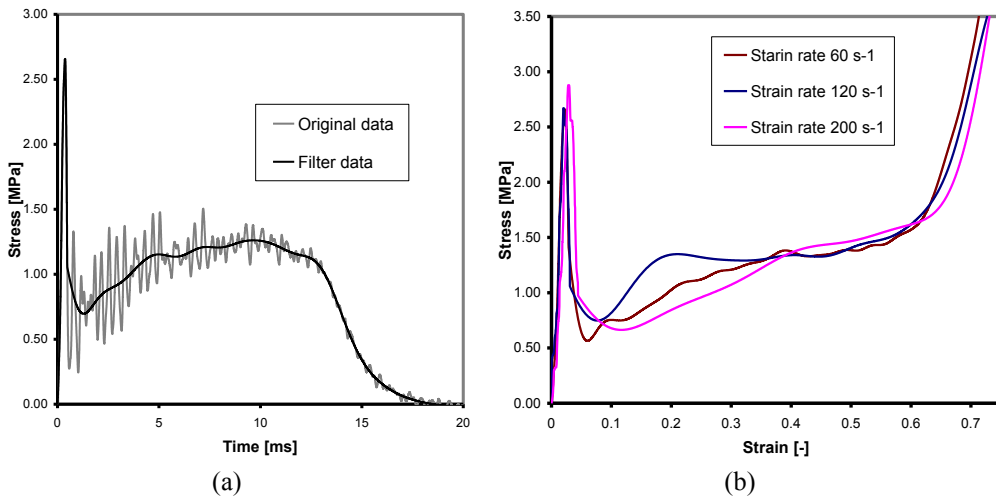 3.00
2.50
2.00
1.50
1.00
0.50
0.00
Stress [MPa]
Original data
Filter data
0 5 10 15 20
Time [ms]
(a)
3.50
3.00
2.50
2.00
1.50
1.00
0.50
0.00
Stress [MPa]
Starin rate 60 s-1
Strain rate 120 s-1
Strain rate 200 s-1
0 0.1 0.2 0.3 0.4 0.5 0.6 0.7
Strain [-]
(b)